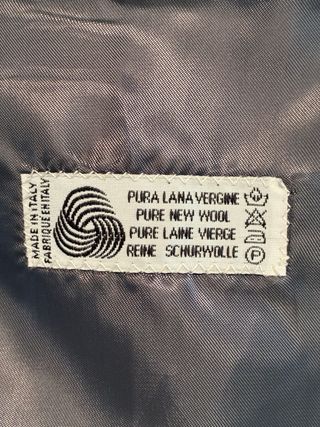 MADE IN ITALY
FABRIQUE EN ITALY
PURA LANA VERGINE
PURE NEW WOOL
PURE LAINE VIERGE
REINE SCHURWOLLE
P